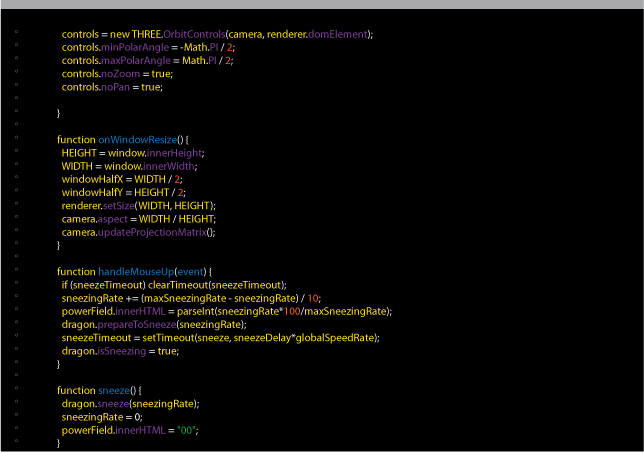 controls = new THREE.OrbitControls(camera, renderer.domElement);
controls.minPolarAngle = -Math.PI / 2;
controls.maxPolarAngle = Math.PI / 2;
controls.noZoom = true;
controls.noPan = true;
}
function onWindowResize() {
HEIGHT = window.innerHeight;
WIDTH = window.innerWidth;
windowHalfX = WIDTH / 2;
windowHalfY = HEIGHT / 2;
renderer.setSize(WIDTH, HEIGHT);
camera.aspect = WIDTH / HEIGHT;
camera.updateProjectionMatrix();
}
function handleMouseUp(event) {
if (sneezeTimeout) clearTimeout(sneezeTimeout);
sneezingRate += (maxSneezingRate - sneezingRate) / 10;
powerField.innerHTML = parseInt(sneezingRate*100/maxSneezingRate);
dragon.prepareToSneeze(sneezingRate);
sneezeTimeout = setTimeout(sneeze, sneezeDelay*globalSpeedRate);
dragon.isSneezing = true;
}
function sneeze() {
dragon.sneeze(sneezingRate);
sneezingRate = 0;
powerField.innerHTML = "00";
}